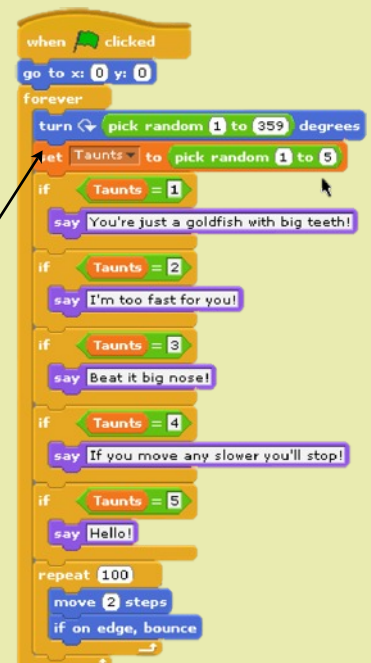 when clicked
go to x: 0 y: 0
forever
turn pick random 1 to 359 degrees
set Taunts to pick random 1 to 5
if Taunts = 1
say You're just a goldfish with big teeth!
if Taunts = 2
say I'm too fast for you!
if Taunts = 3
say Beat it big nose!
if Taunts = 4
say If you move any slower you'll stop!
if Taunts = 5
say Hello!
repeat 100
move 2 steps
if on edge, bounce